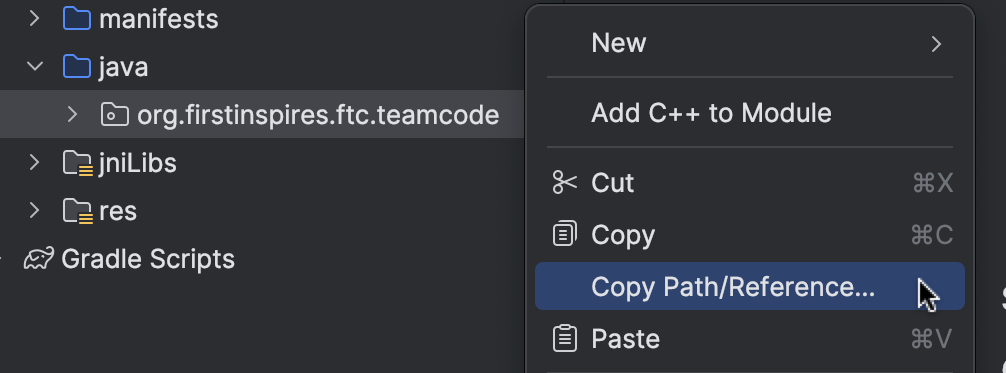 manifests
java
org.firstinspires.ftc.teamcode
jniLibs
res
Gradle Scripts
New
Add C++ to Module
Cut ⌘X
Copy ⌘C
Copy Path/Reference...
Paste ⌘V